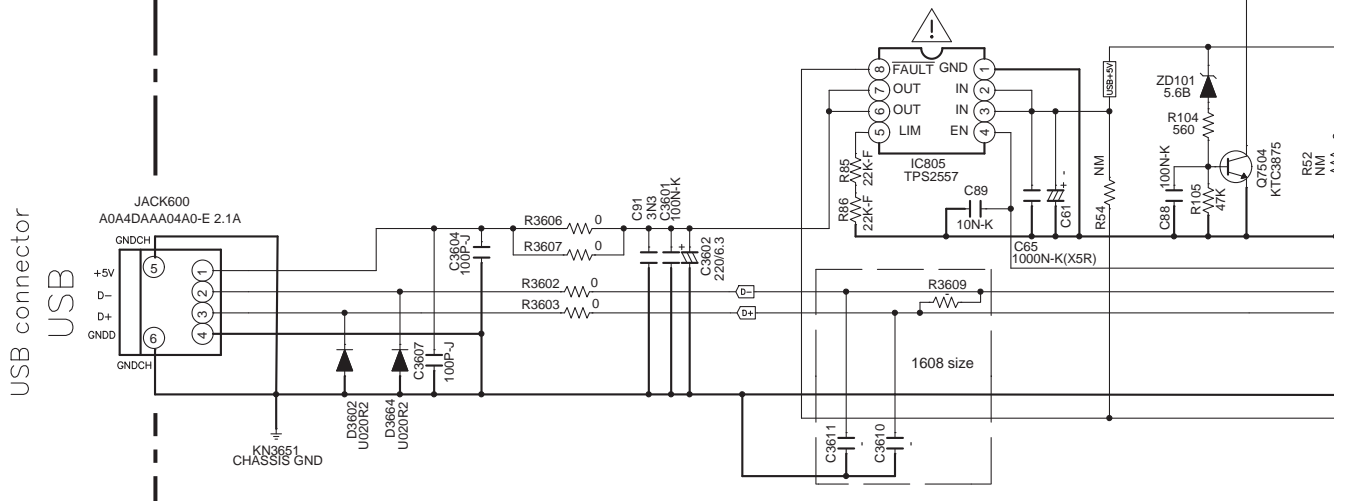 USB connector
USB
JACK600
A0A4DAAA04A0-E 2.1A
GNDCH
+5V
D-
D+
GNDD
GNDCH
5
6
1
2
3
4
KN3651
CHASSIS GND
D3602
U020R2
D3664
U020R2
C3607
100P-J
C3604
100P-J
R3606
0
R3607
0
R3602
0
R3603
0
C91
3N3
C3601
100N-K
C3602
220/6.3
+
D-
D+
8
7
6
5
FAULT
OUT
OUT
LIM
GND
IN
IN
EN
1
2
3
4
IC805
TPS2557
R85
22K-F
R86
22K-F
C89
10N-K
C65
1000N-K(X5R)
C61
+
-
R54
NM
USB+5V
ZD101
5.6B
R104
560
C88
100N-K
R105
47K
Q7504
KTC3875
R52
NM
R3609
-
1608 size
C3611
-
C3610
-